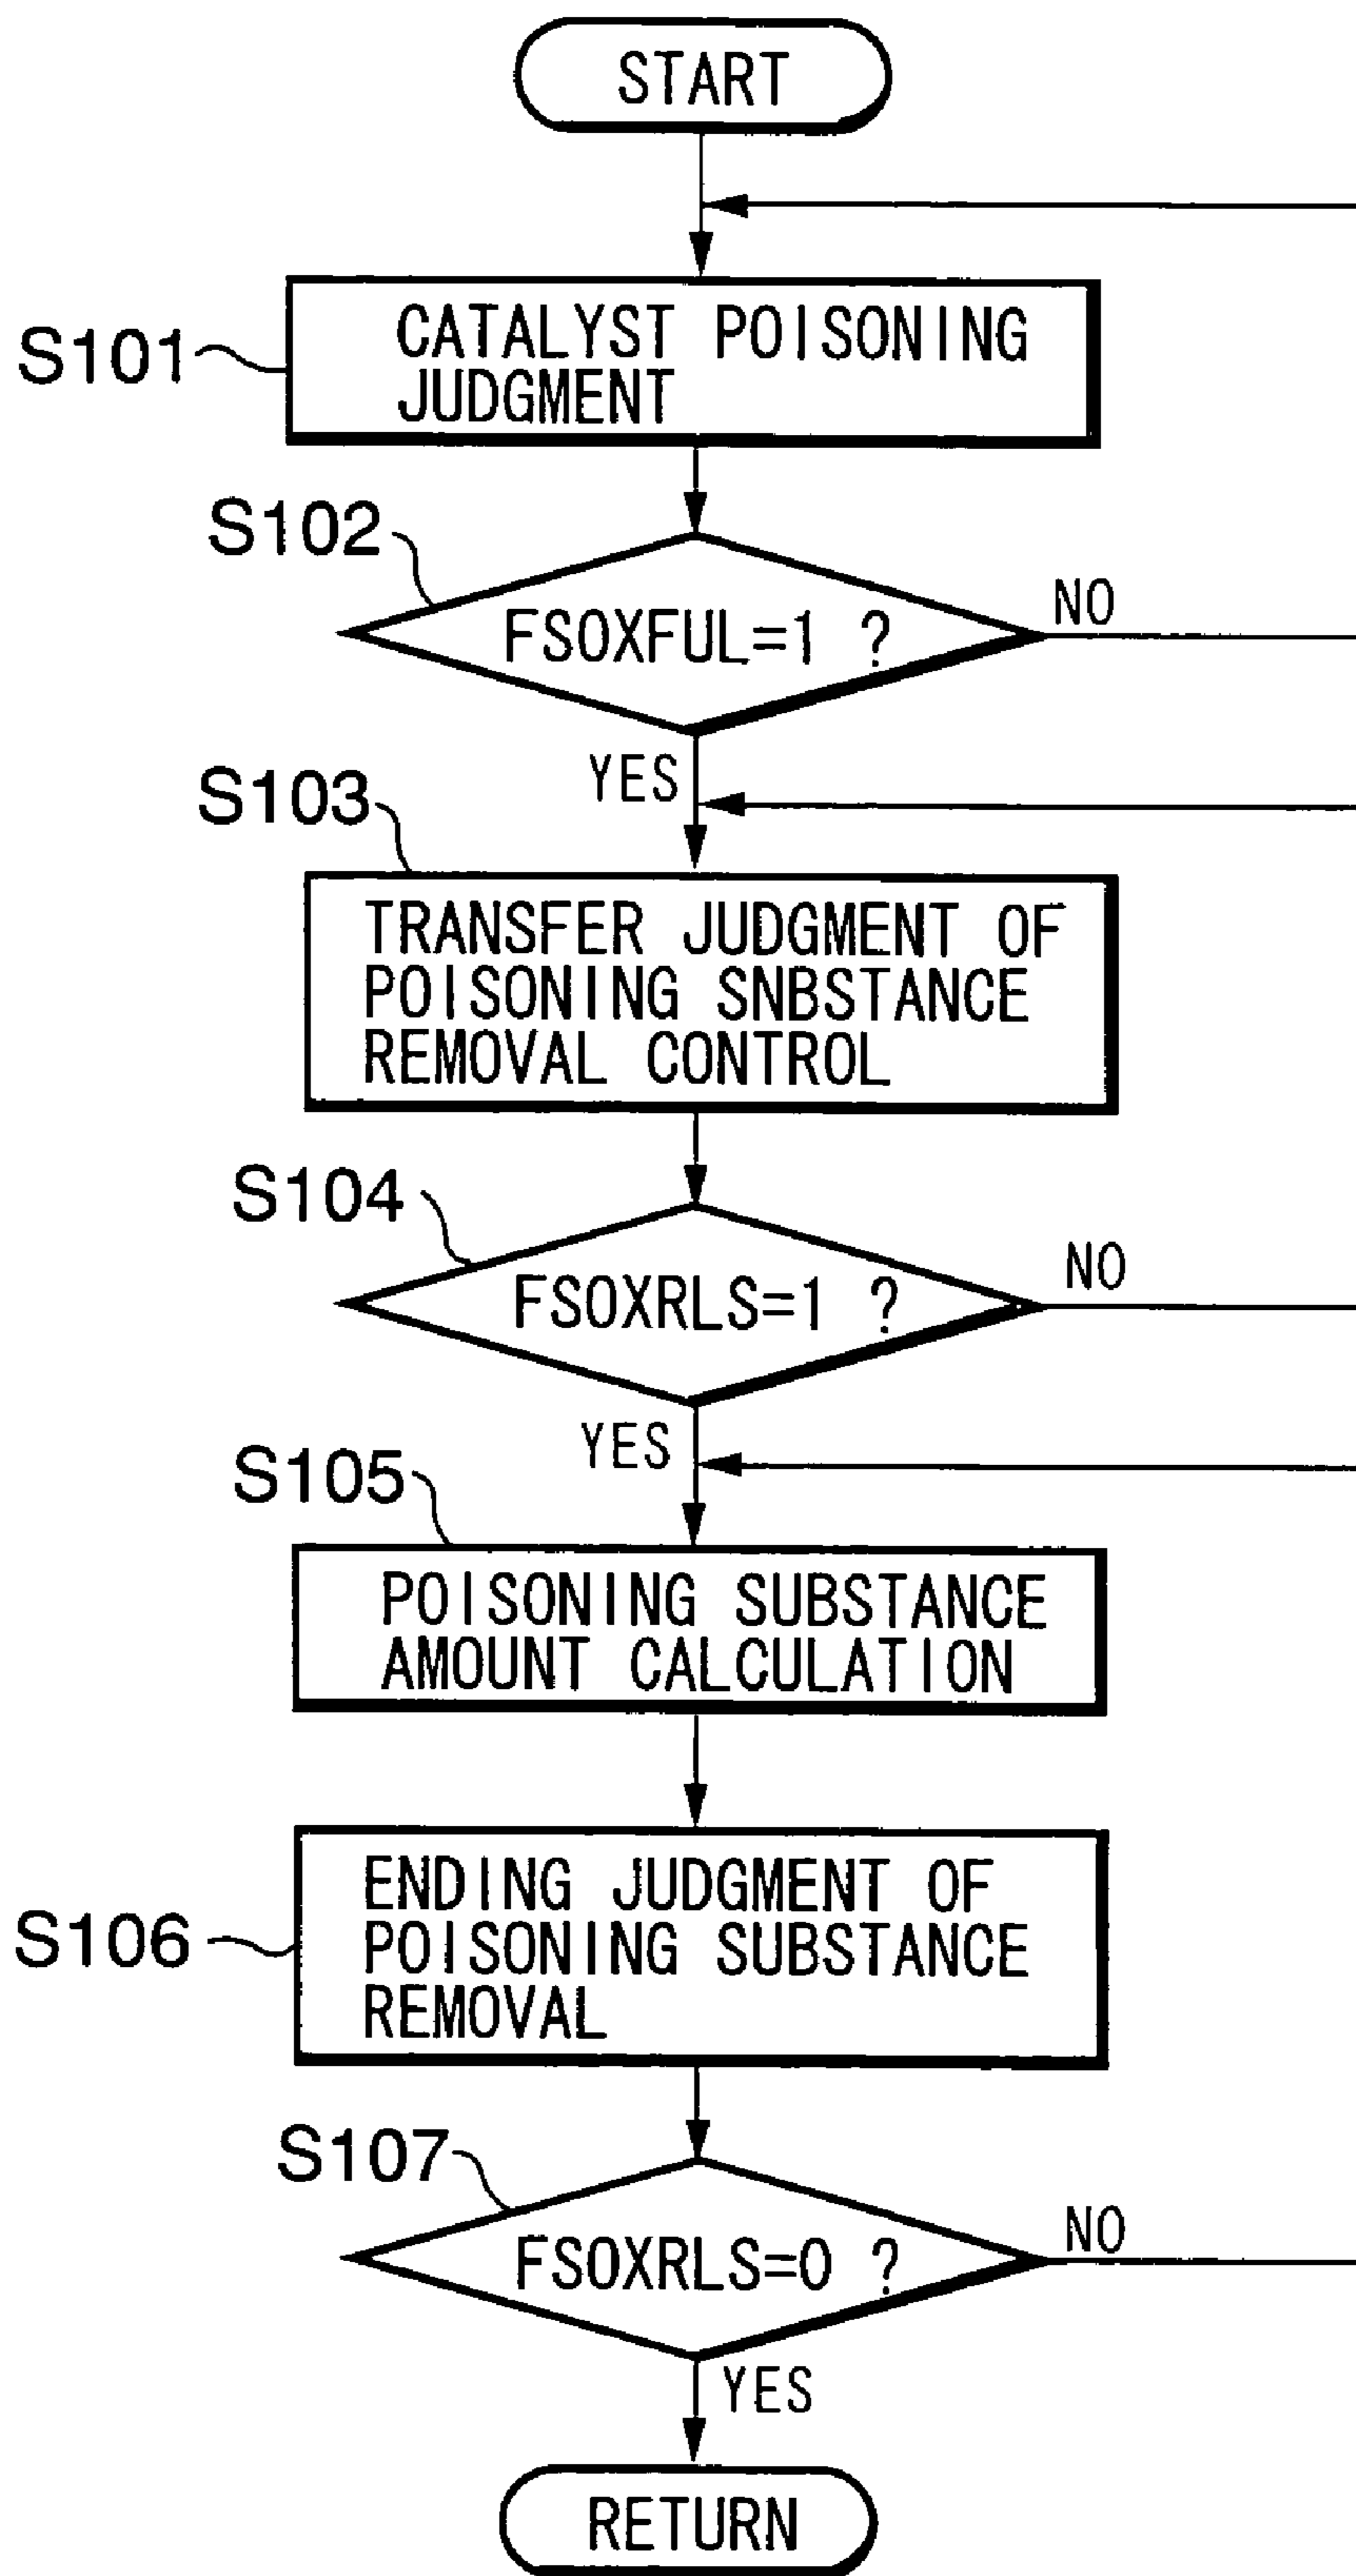 START
S101
CATALYST POISONING
JUDGMENT
S102
FSOXFUL=1 ?
NO
YES
S103
TRANSFER JUDGMENT OF
POISONING SNBSTANCE
REMOVAL CONTROL
S104
FSOXRLS=1 ?
NO
YES
S105
POISONING SUBSTANCE
AMOUNT CALCULATION
S106
ENDING JUDGMENT OF
POISONING SUBSTANCE
REMOVAL
S107
FSOXRLS=0 ?
NO
YES
RETURN